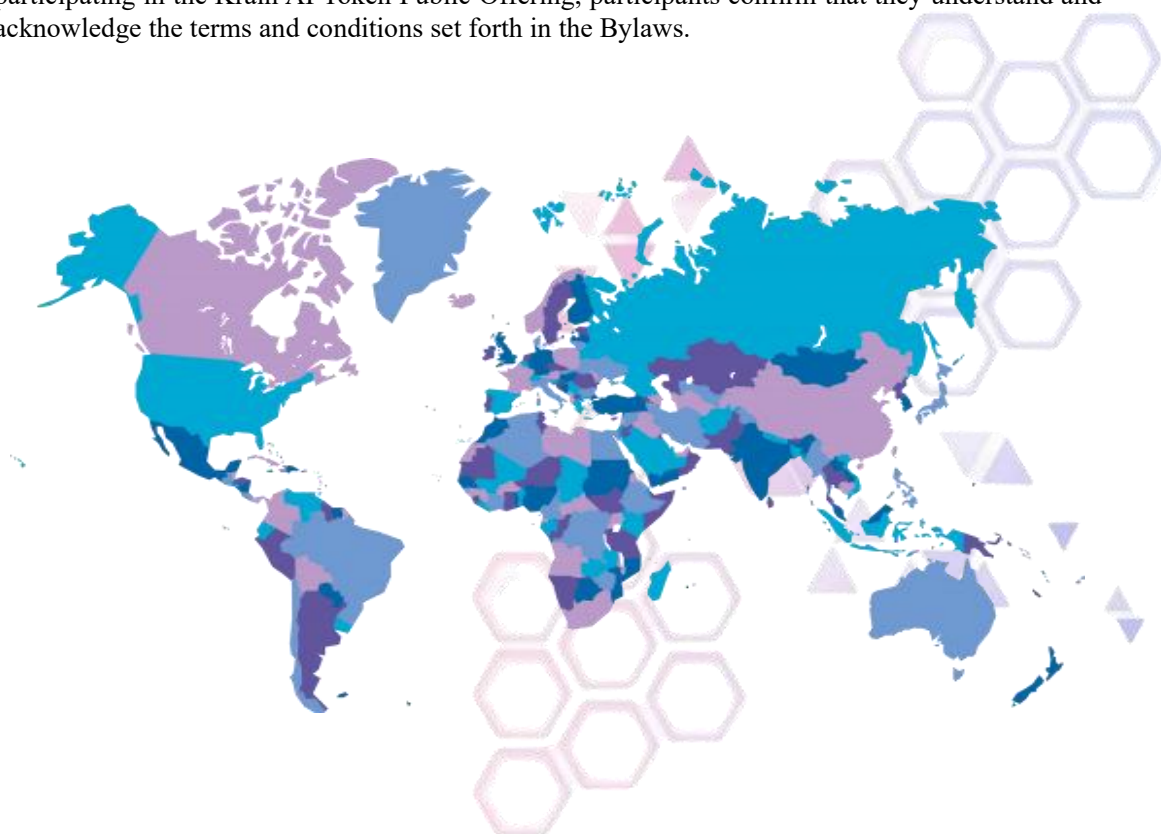 participating in the Krain AI Token Public Offering, participants confirm that they understand and
acknowledge the terms and conditions set forth in the Bylaws.